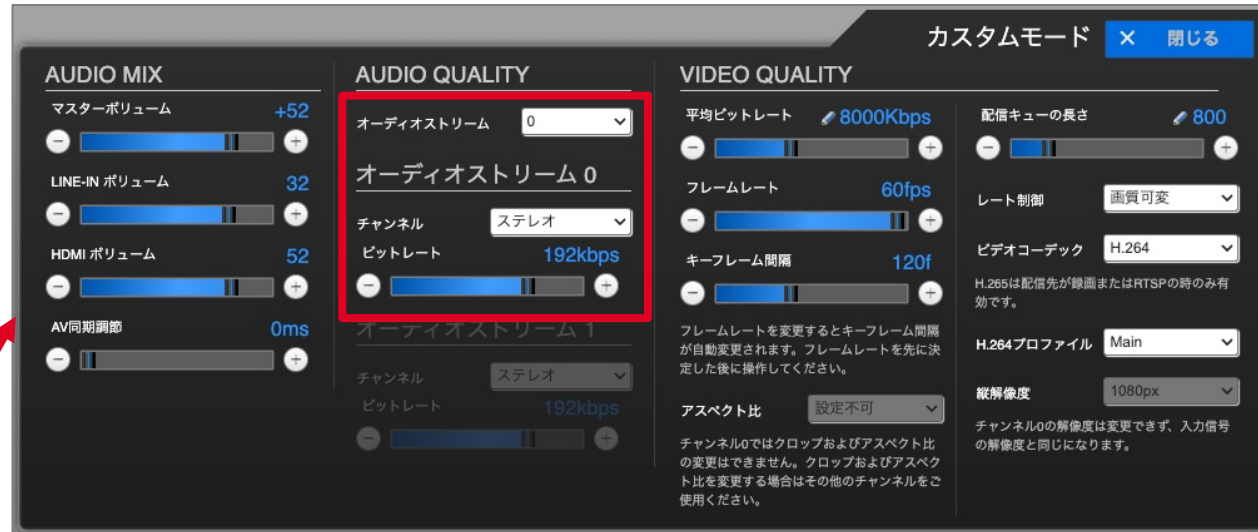 カスタムモード
× 閉じる
AUDIO MIX
マスターボリューム +52
LINE-IN ボリューム 32
HDMI ボリューム 52
AV同期調節 0ms
AUDIO QUALITY
オーディオストリーム 0
オーディオストリーム 0
チャンネル ステレオ
ビットレート 192kbps
オーディオストリーム 1
チャンネル ステレオ
ビットレート 192kbps
VIDEO QUALITY
平均ビットレート 8000Kbps
フレームレート 60fps
キーフレーム間隔 120f
フレームレートを変更するとキーフレーム間隔
が自動変更されます。フレームレートを先に決
定した後に操作してください。
アスペクト比 設定不可
チャンネル0ではクロップおよびアスペクト比
の変更はできません。クロップおよびアスペク
ト比を変更する場合はその他のチャンネルをご
使用ください。
配信キューの長さ 800
レート制御 画質可変
ビデオコーデック H.264
H.265は配信先が録画またはRTSPの時のみ有
効です。
H.264プロファイル Main
縦解像度 1080px
チャンネル0の解像度は変更できず、入力信号
の解像度と同じになります。